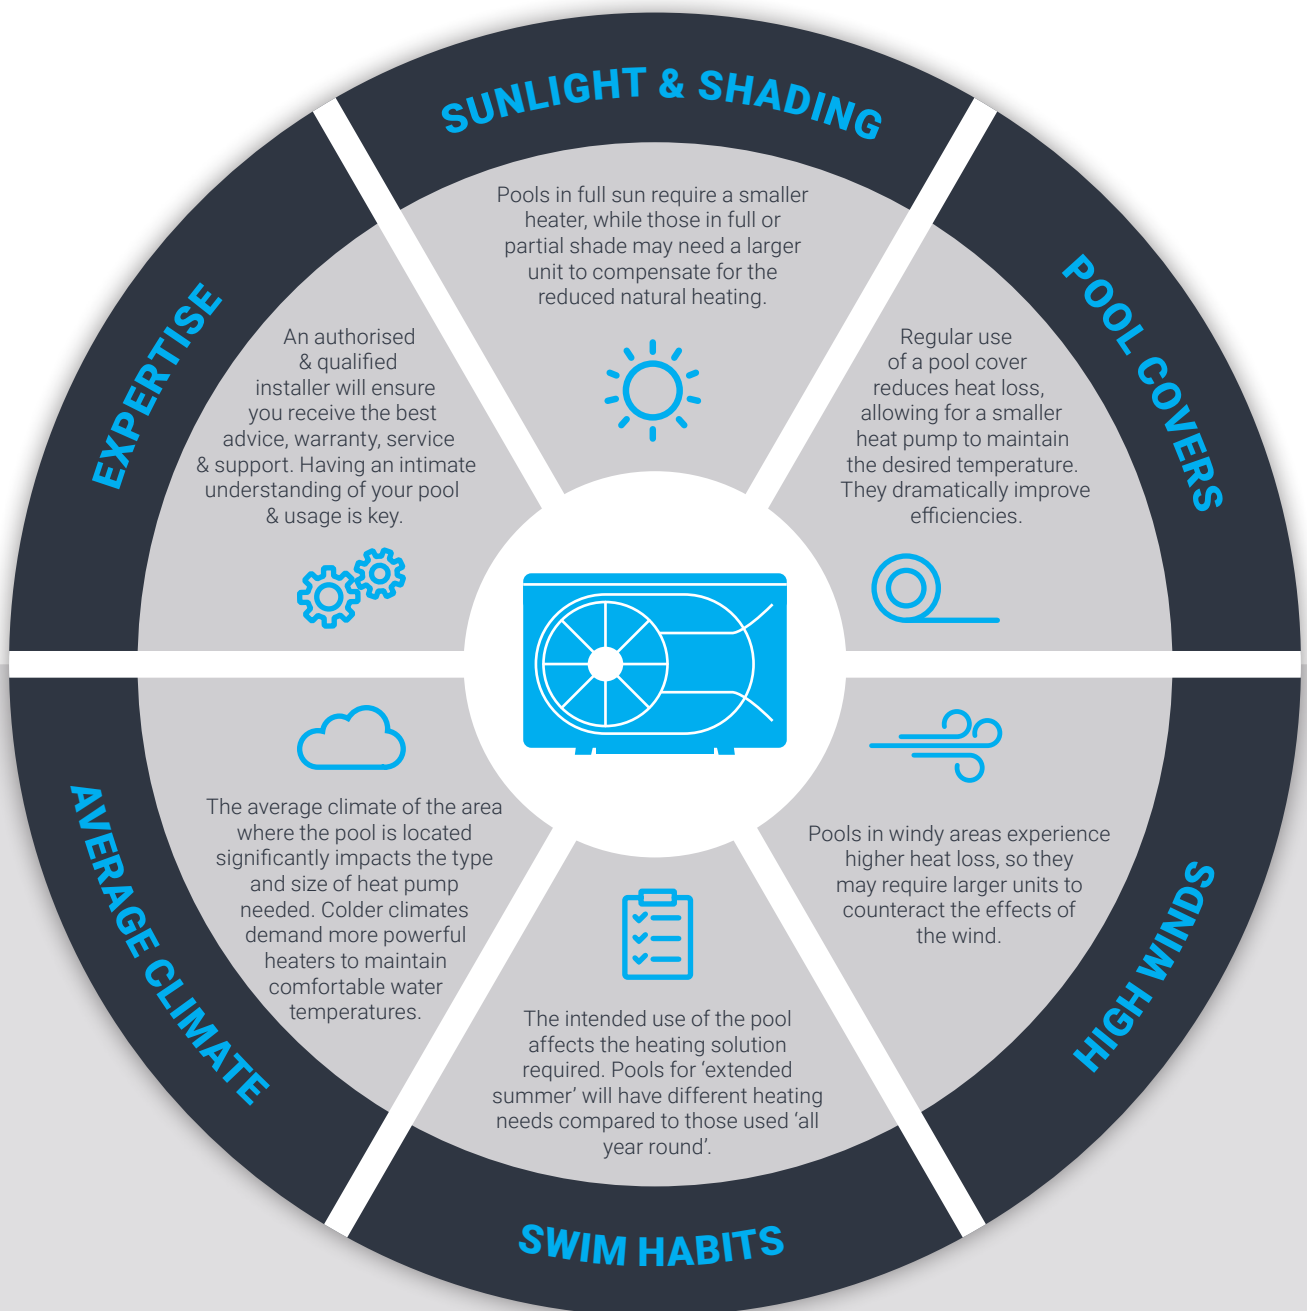 SUNLIGHT & SHADING
Pools in full sun require a smaller
heater, while those in full or
partial shade may need a larger
unit to compensate for the
reduced natural heating.
POOL COVERS
Regular use
of a pool cover
reduces heat loss,
allowing for a smaller
heat pump to maintain
the desired temperature.
They dramatically improve
efficiencies.
HIGH WINDS
Pools in windy areas experience
higher heat loss, so they
may require larger units to
counteract the effects of
the wind.
SWIM HABITS
The intended use of the pool
affects the heating solution
required. Pools for ‘extended
summer’ will have different heating
needs compared to those used ‘all
year round’.
AVERAGE CLIMATE
The average climate of the area
where the pool is located
significantly impacts the type
and size of heat pump
needed. Colder climates
demand more powerful
heaters to maintain
comfortable water
temperatures.
EXPERTISE
An authorised
& qualified
installer will ensure
you receive the best
advice, warranty, service
& support. Having an intimate
understanding of your pool
& usage is key.